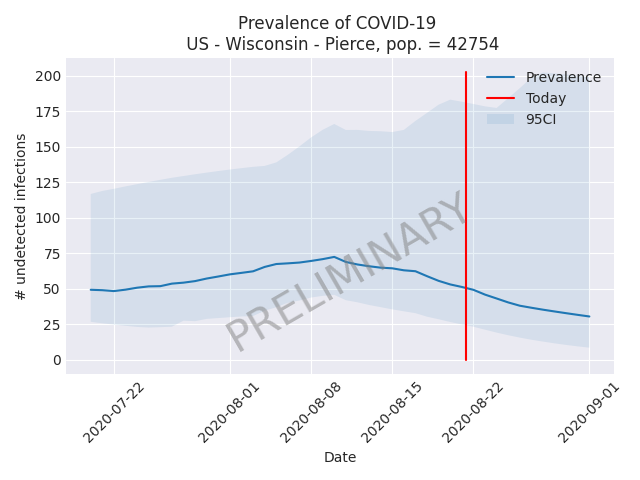 Prevalence of COVID-19
US - Wisconsin - Pierce, pop. = 42754
# undetected infections
200
175
150
125
100
75
50
25
0
Prevalence
Today
95CI
PRELIMINARY
2020-07-22
2020-08-01
2020-08-08
2020-08-15
2020-08-22
2020-09-01
Date